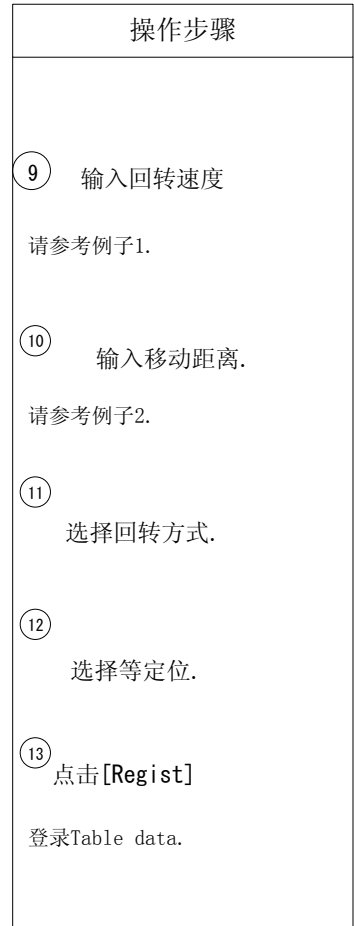 操作步骤
⑨ 输入回转速度
请参考例子1.
⑩ 输入移动距离.
请参考例子2.
⑪
选择回转方式.
⑫
选择等定位.
⑬ 点击[Regist]
登录Table data.